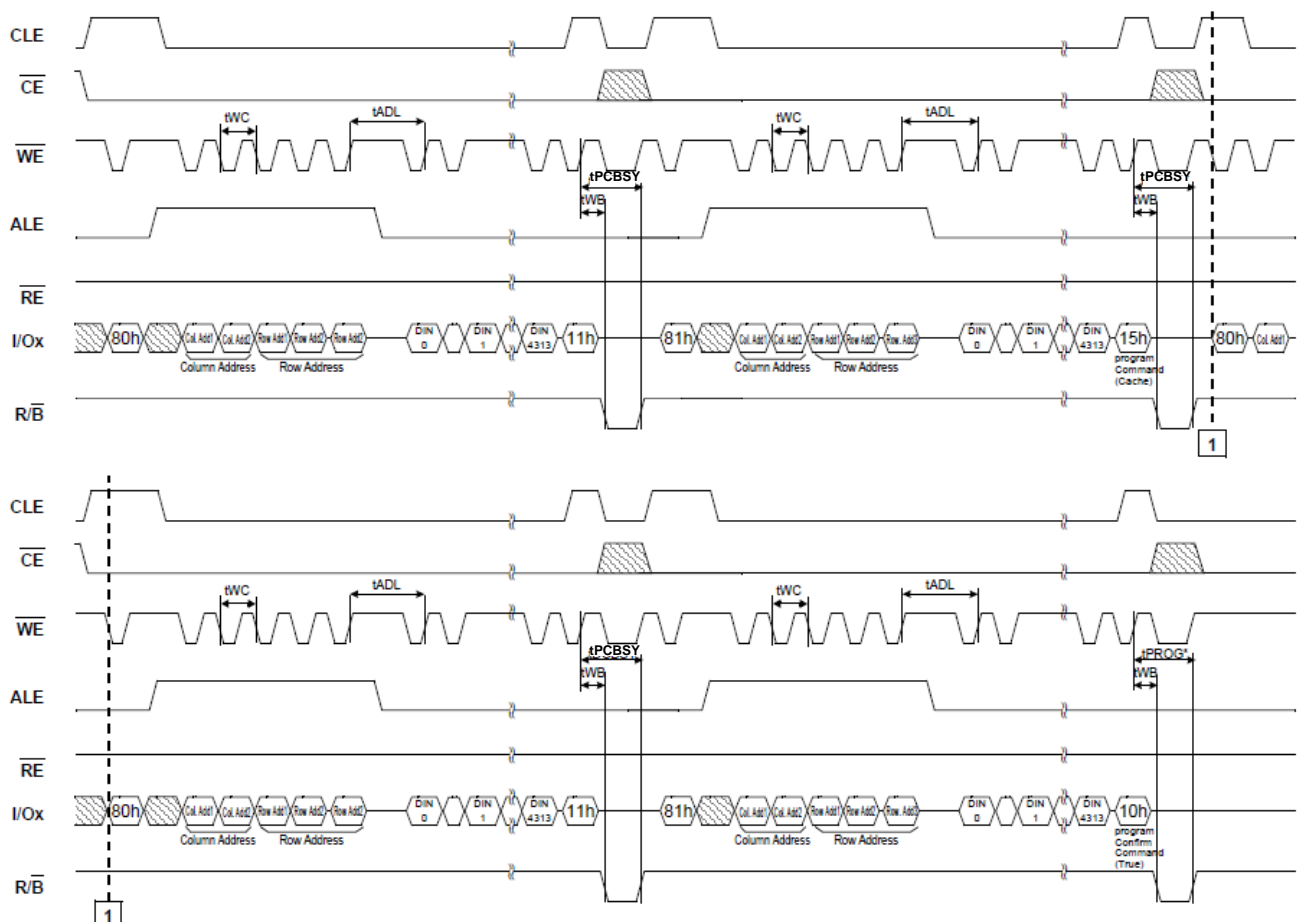 CLE
CE
tWC
tADL
tWC
tADL
WE
tPCBSY
tPCBSY
tWB
tWB
ALE
RE
I/Ox
80h
Col. Add1
Col. Add2
Row Add1
Row Add2
Row Add2
DIN 0
DIN 1
DIN 4313
11h
81h
Col. Add1
Col. Add2
Row Add1
Row Add2
Row Add3
DIN 0
DIN 1
DIN 4313
15h
80h
Col. Add1
Column Address
Row Address
Column Address
Row Address
program
Command
(Cache)
R/B
1
CLE
CE
tWC
tADL
tWC
tADL
WE
tPCBSY
tPROG*
tWB
tWB
ALE
RE
I/Ox
80h
Col. Add1
Col. Add2
Row Add1
Row Add2
Row Add2
DIN 0
DIN 1
DIN 4313
11h
81h
Col. Add1
Col. Add2
Row Add1
Row Add2
Row. Add3
DIN 0
DIN 1
DIN 4313
10h
Column Address
Row Address
Column Address
Row Address
program
Confirm
Command
(True)
R/B
1